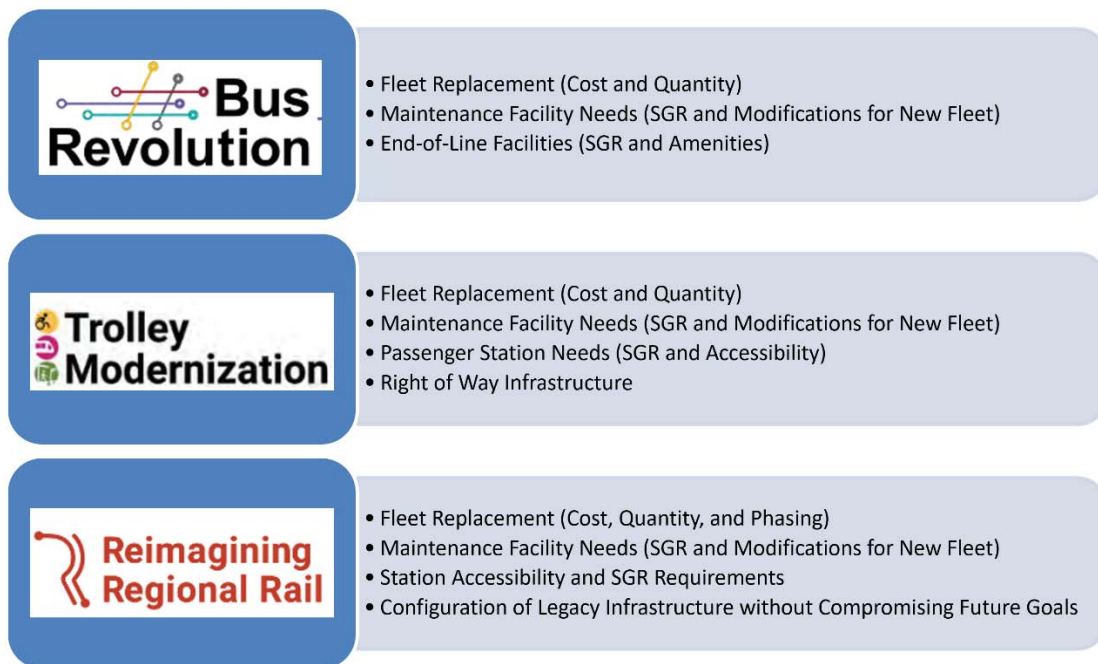 Bus
Revolution
• Fleet Replacement (Cost and Quantity)
• Maintenance Facility Needs (SGR and Modifications for New Fleet)
• End-of-Line Facilities (SGR and Amenities)
Trolley
Modernization
• Fleet Replacement (Cost and Quantity)
• Maintenance Facility Needs (SGR and Modifications for New Fleet)
• Passenger Station Needs (SGR and Accessibility)
• Right of Way Infrastructure
Reimagining
Regional Rail
• Fleet Replacement (Cost, Quantity, and Phasing)
• Maintenance Facility Needs (SGR and Modifications for New Fleet)
• Station Accessibility and SGR Requirements
• Configuration of Legacy Infrastructure without Compromising Future Goals